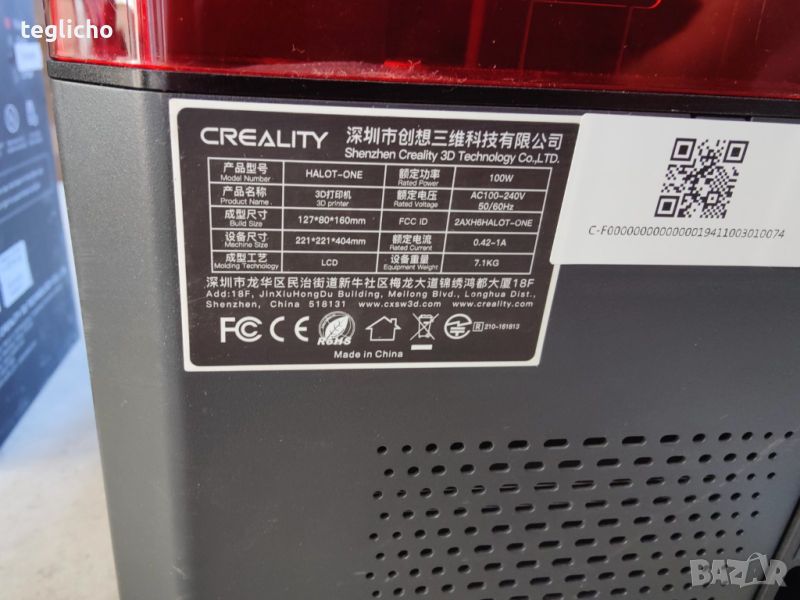 teglicho
CREALITY 深圳市创想三维科技有限公司
Shenzhen Creality 3D Technology Co.,LTD.
产品型号 HALOT-ONE 额定功率 100W
Model Number Rated Power
产品名称 3D打印机 额定电压 AC100-240V
Product Name 3D printer Rated Voltage 50/60Hz
成型尺寸 127*80*160mm FCC ID 2AXH6HALOT-ONE
Build Size
设备尺寸 221*221*404mm 额定电流 0.42-1A
Machine Size Rated Current
成型工艺 LCD 设备重量 7.1KG
Molding Technology Equipment Weight
深圳市龙华区民治街道新牛社区梅龙大道锦绣鸿都大厦18F
Add:18F, JinXiuHongDu Building, Meilong Blvd., Longhua Dist.,
Shenzhen, China 518131 www.cxsw3d.com www.creality.com
FC CE RoHS R 210-161813
Made in China
C-F00000000000000019411003010074
BAZAR